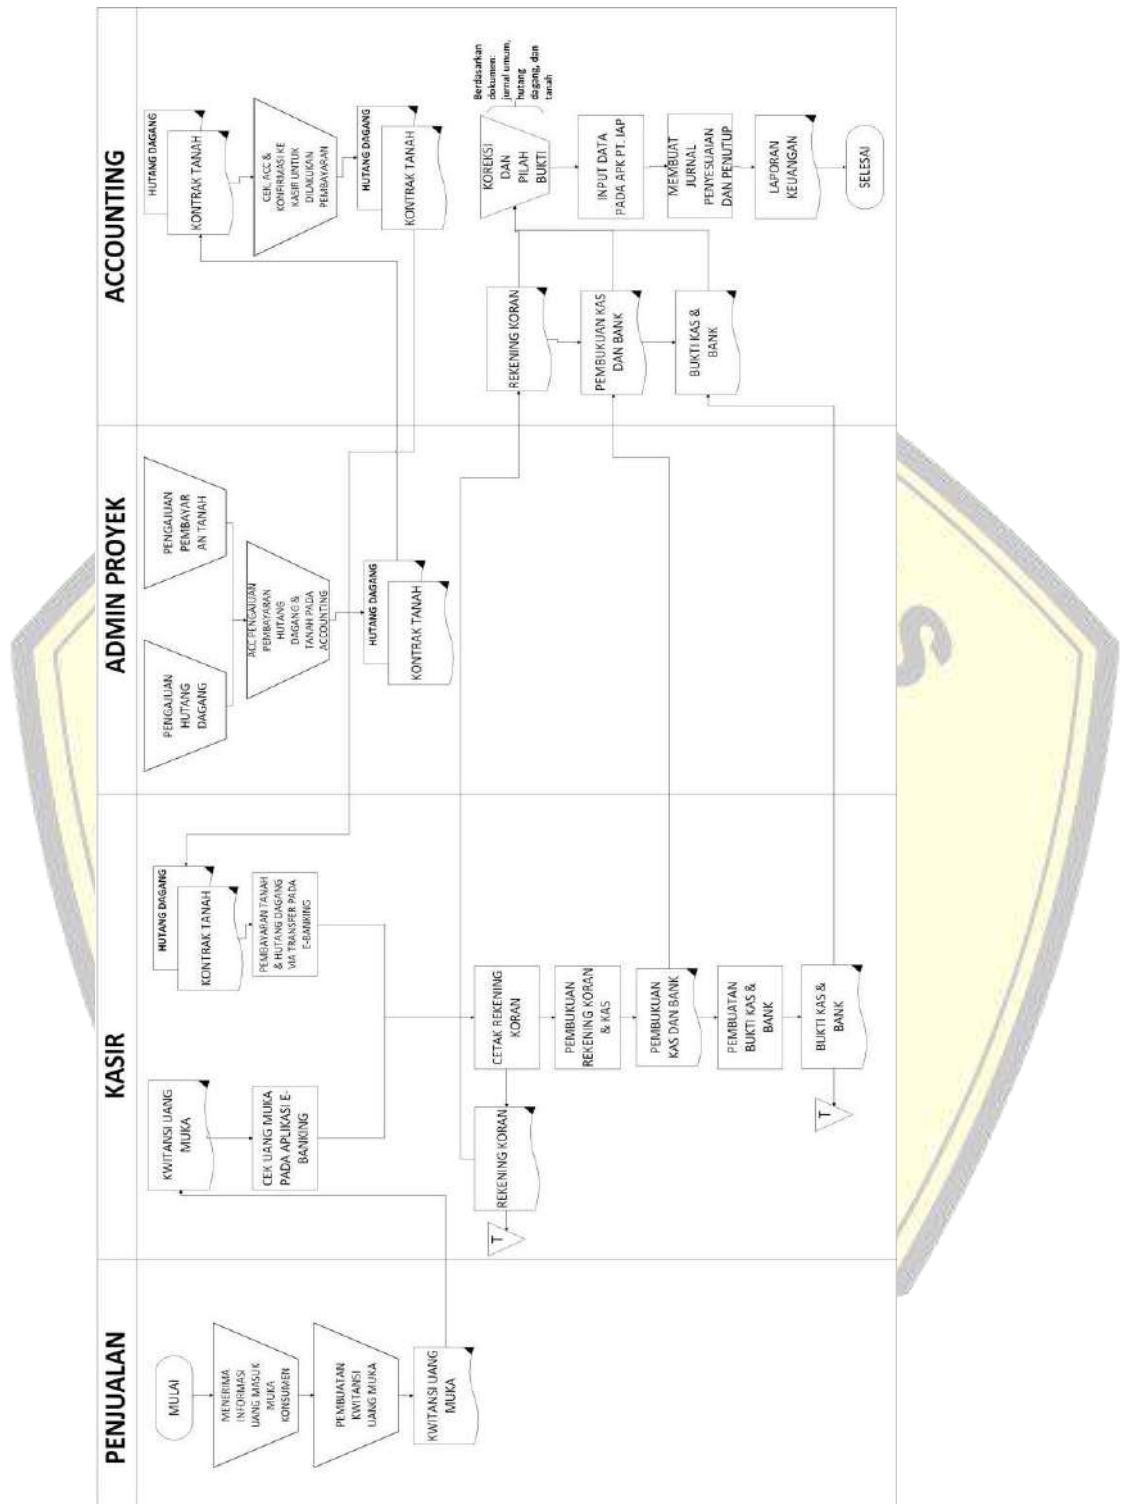 PENJUALAN
MULAI
MENERIMA
INFORMASI
UANG MASUK
MUKA
KONSUMEN
PEMBUATAN
KWITANSI
UANG MUKA
KWITANSI UANG
MUKA
KASIR
KWITANSI UANG
MUKA
CEK UANG MUKA
PADA APLIKASI E-
BANKING
HUTANG DAGANG
KONTRAK TANAH
PEMBAYARAN TANAH
& HUTANG DAGANG
VIA TRANSFER PADA
E-BANKING
CETAK REKENING
KORAN
REKENING KORAN
T
PEMBUKUAN
REKENING KORAN
& KAS
PEMBUKUAN
KAS DAN BANK
PEMBUATAN
BUKTI KAS &
BANK
BUKTI KAS &
BANK
T
ADMIN PROYEK
PENGAJUAN
HUTANG
DAGANG
PENGAJUAN
PEMBAYAR
AN TANAH
ACC PENGAJUAN
PEMBAYARAN
HUTANG
DAGANG &
TANAH PADA
ACCOUNTING
HUTANG DAGANG
KONTRAK TANAH
ACCOUNTING
HUTANG DAGANG
KONTRAK TANAH
CEK, ACC &
KONFIRMASI KE
KASIR UNTUK
DILAKUKAN
PEMBAYARAN
HUTANG DAGANG
KONTRAK TANAH
REKENING KORAN
PEMBUKUAN KAS
DAN BANK
BUKTI KAS &
BANK
KOREKSI
DAN
PILAH
BUKTI
Berdasarkan
dokumen:
jurnal umum,
hutang
dagang, dan
tanah
INPUT DATA
PADA APK PT. IAP
MEMBUAT
JURNAL
PENYESUAIAN
DAN PENUTUP
LAPORAN
KEUANGAN
SELESAI
S